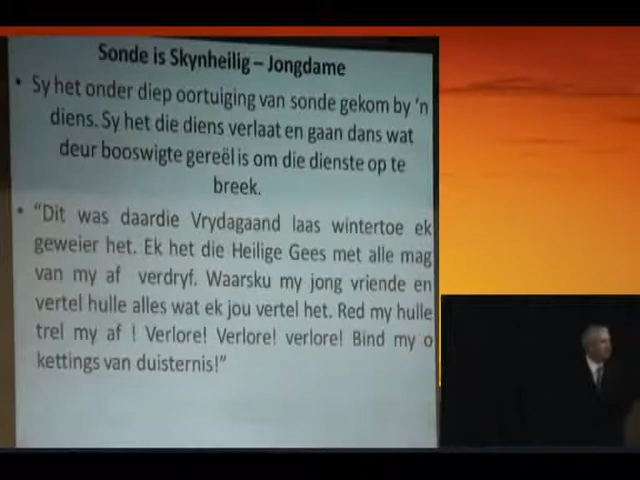 Sonde is Skynheilig – Jongdame
• Sy het onder diep oortuiging van sonde gekom by 'n
diens. Sy het die diens verlaat en gaan dans wat
deur booswigte gereël is om die dienste op te
breek.
• "Dit was daardie Vrydagaand laas wintertoe ek
geweier het. Ek het die Heilige Gees met alle mag
van my af verdryf. Waarsku my jong vriende en
vertel hulle alles wat ek jou vertel het. Red my hulle
trel my af ! Verlore! Verlore! verlore! Bind my o
kettings van duisternis!"